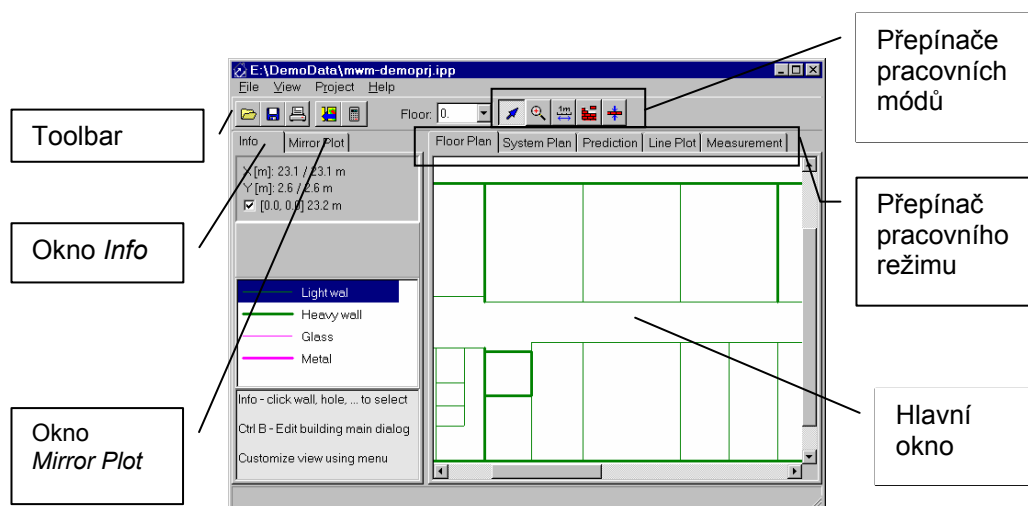 Přepínače
pracovních
módů
E:\DemoData\mwm-demoprj.ipp
File View Project Help
Toolbar
Floor: 0.
1m
Info Mirror Plot
Floor Plan System Plan Prediction Line Plot Measurement
X [m]: 23.1 / 23.1 m
Y [m]: 2.6 / 2.6 m
[0.0, 0.0] 23.2 m
Přepínač
pracovního
režimu
Okno Info
Light wal
Heavy wall
Glass
Metal
Info - click wall, hole, ... to select
Ctrl B - Edit building main dialog
Customize view using menu
Okno
Mirror Plot
Hlavní
okno